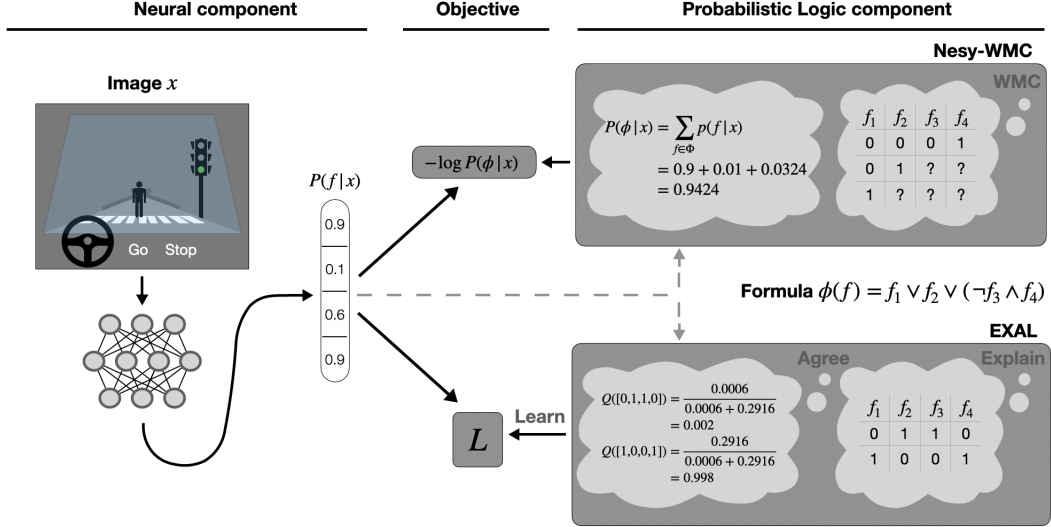 Neural component
Objective
Probabilistic Logic component
Nesy-WMC
Image x
WMC
Go Stop
P(f|x)
0.9
0.1
0.6
0.9
−log P(ϕ|x)
P(ϕ|x) = ∑ p(f|x)
f∈Φ
= 0.9 + 0.01 + 0.0324
= 0.9424
f₁ f₂ f₃ f₄
0 0 0 1
0 1 ? ?
1 ? ? ?
Formula ϕ(f) = f₁ ∨ f₂ ∨ (¬f₃ ∧ f₄)
EXAL
Learn
L
Agree
Q([0,1,1,0]) = 0.0006
0.0006 + 0.2916
= 0.002
Q([1,0,0,1]) = 0.2916
0.0006 + 0.2916
= 0.998
Explain
f₁ f₂ f₃ f₄
0 1 1 0
1 0 0 1